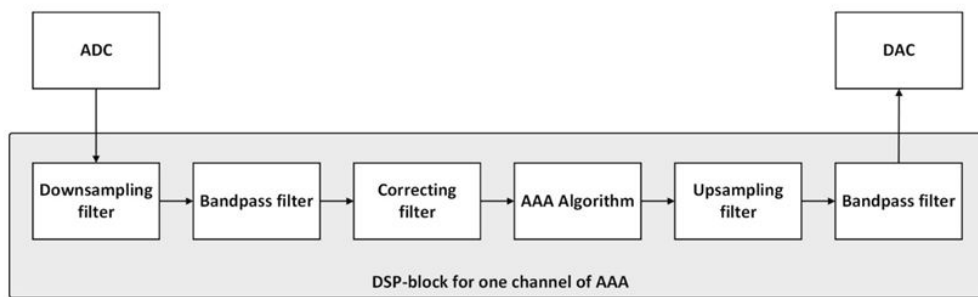 ADC
DAC
Downsampling
filter
Bandpass filter
Correcting
filter
AAA Algorithm
Upsampling
filter
Bandpass filter
DSP-block for one channel of AAA